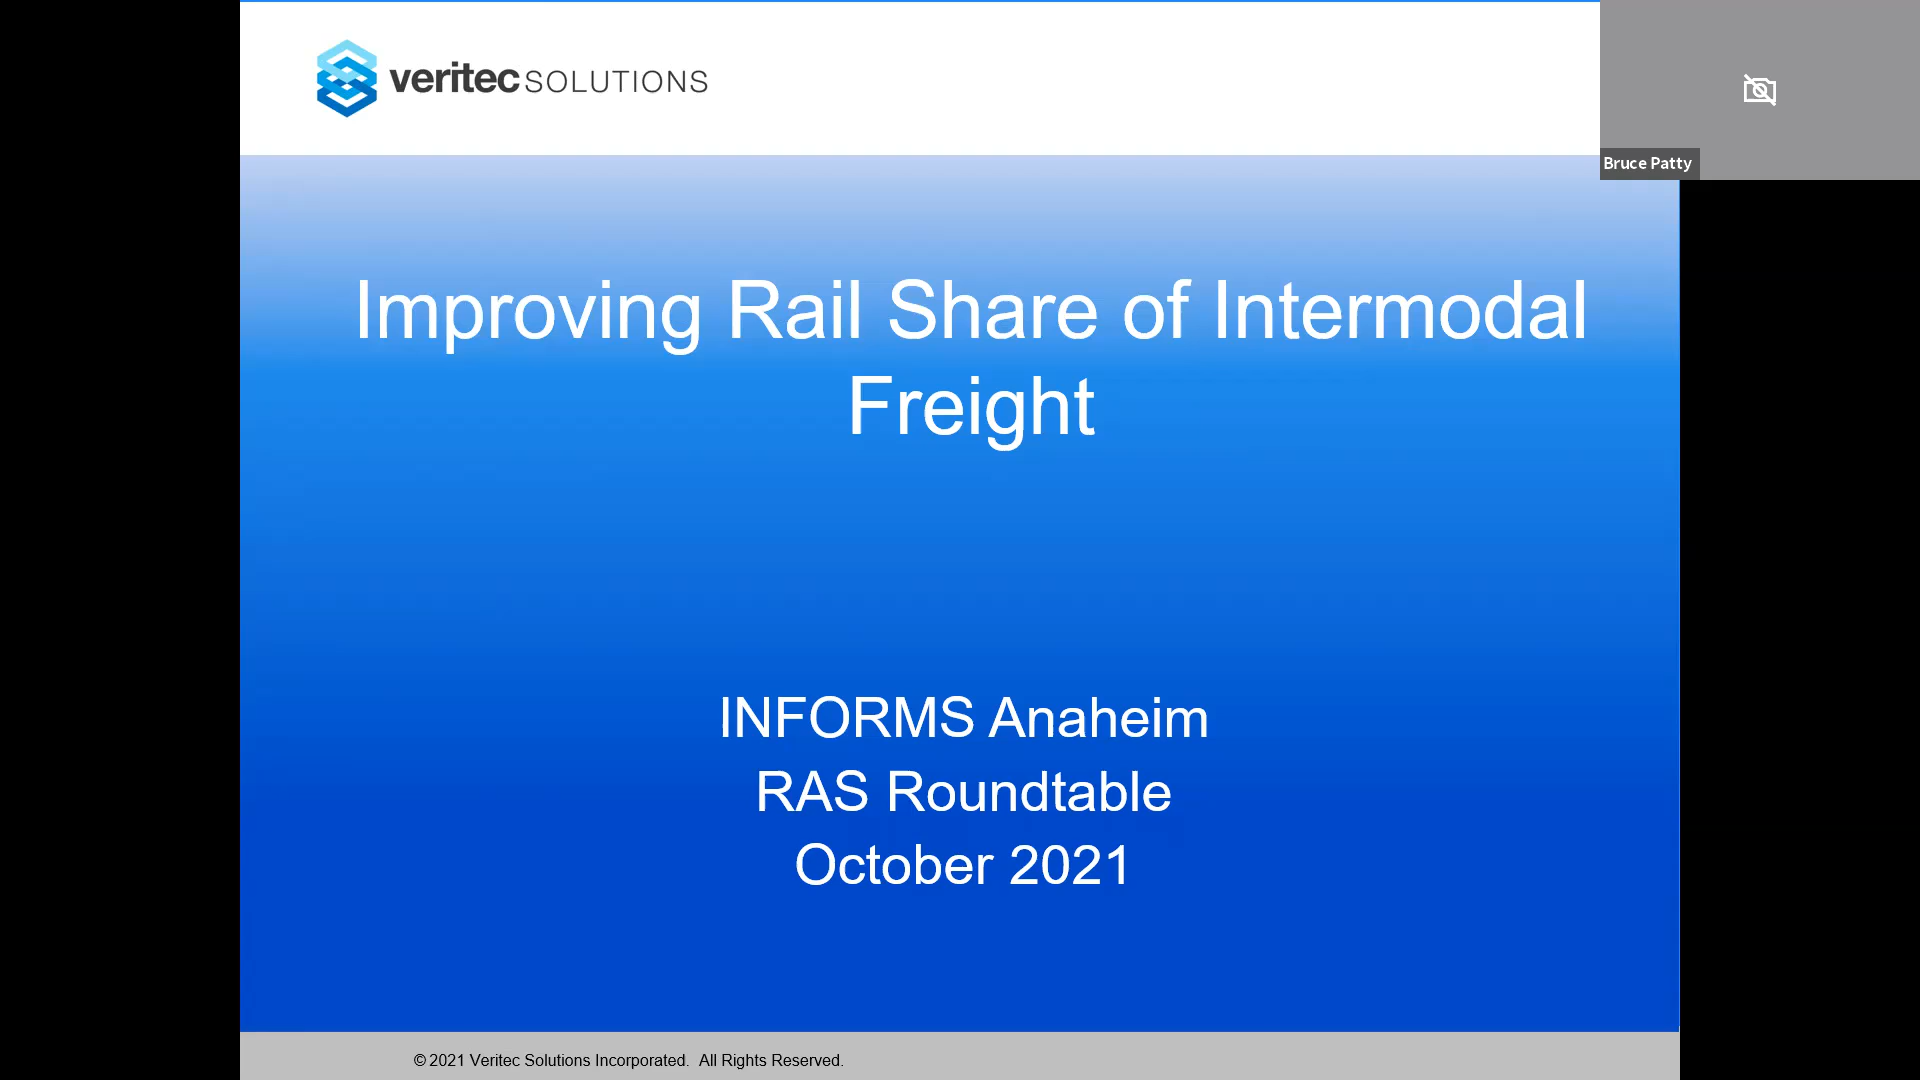 veritec SOLUTIONS
Bruce Patty
Improving Rail Share of Intermodal
Freight
INFORMS Anaheim
RAS Roundtable
October 2021
© 2021 Veritec Solutions Incorporated. All Rights Reserved.